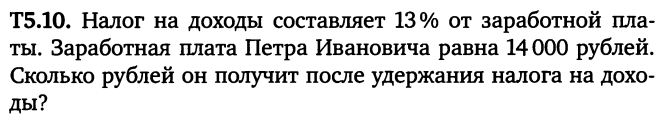 Т5.10. Налог на доходы составляет 13 % от заработной пла-
ты. Заработная плата Петра Ивановича равна 14 000 рублей.
Сколько рублей он получит после удержания налога на дохо-
ды?